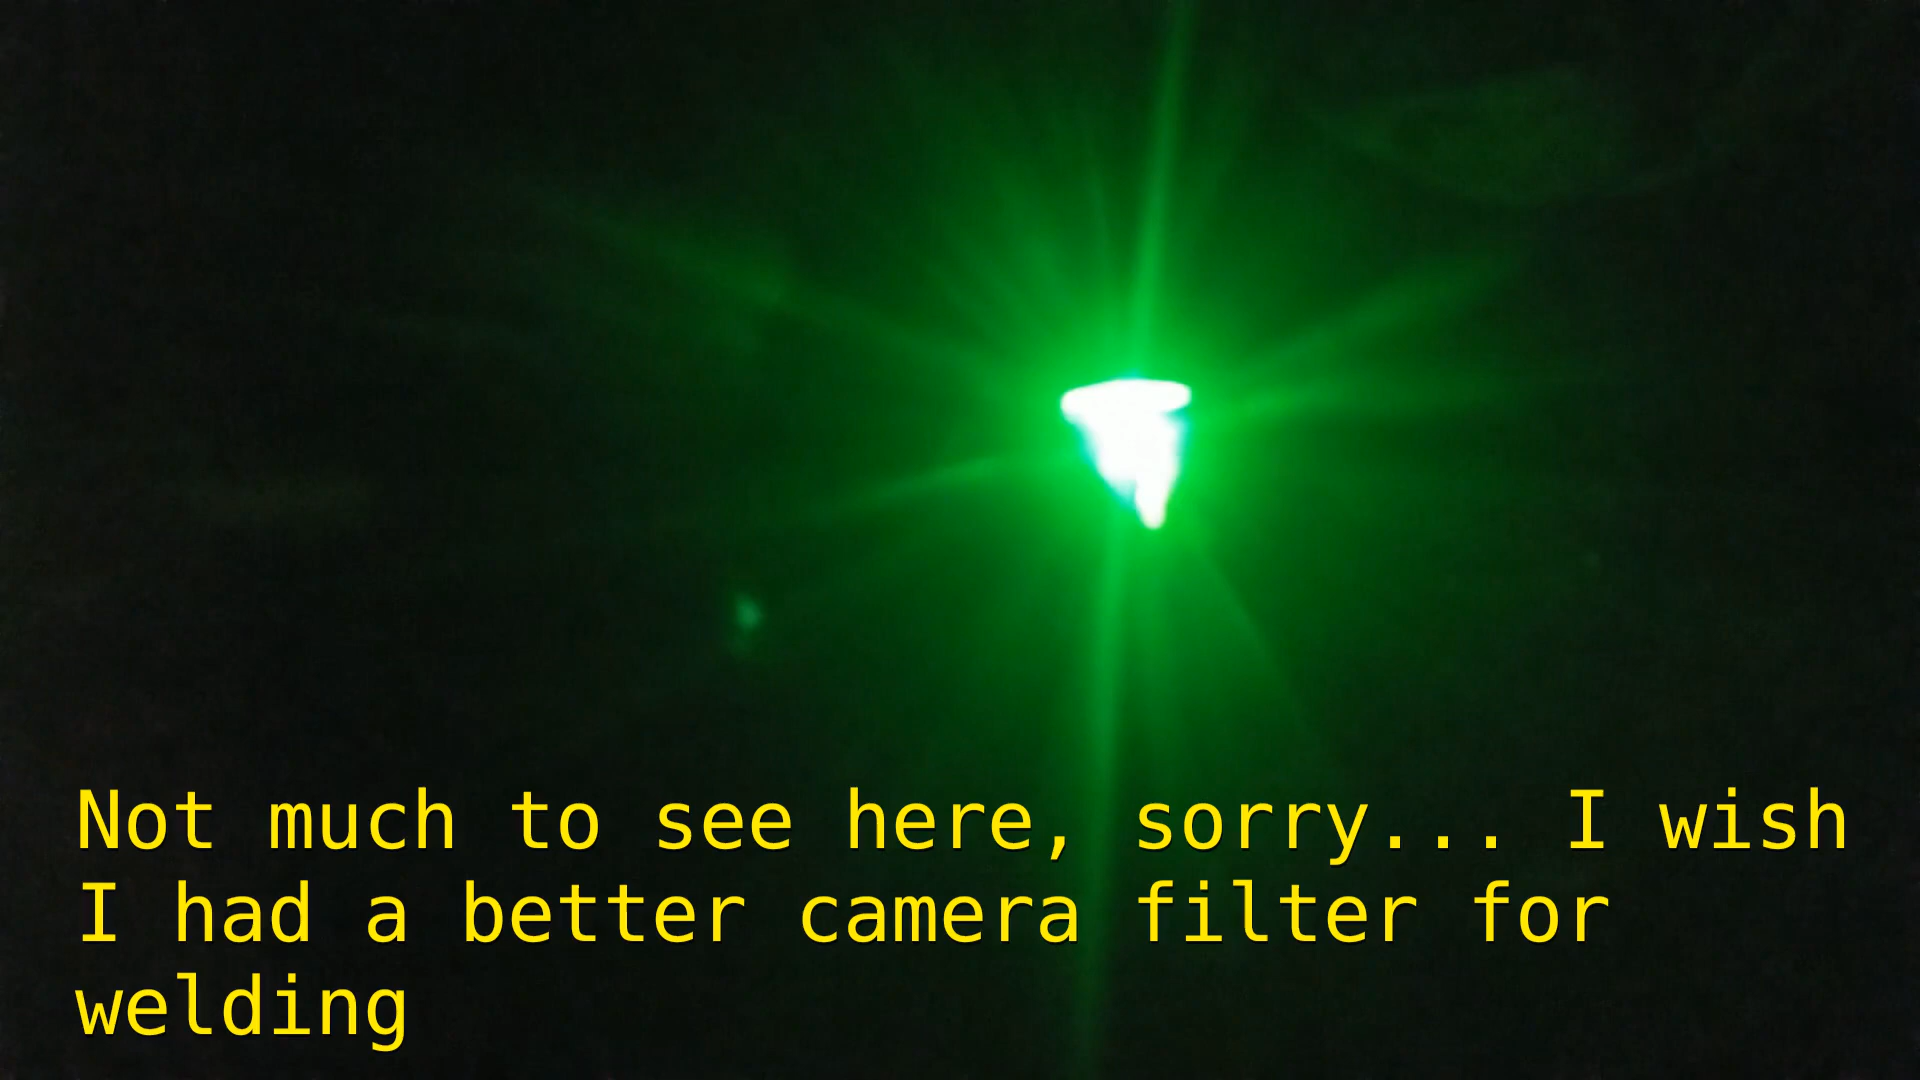 Not much to see here, sorry... I wish
I had a better camera filter for
welding